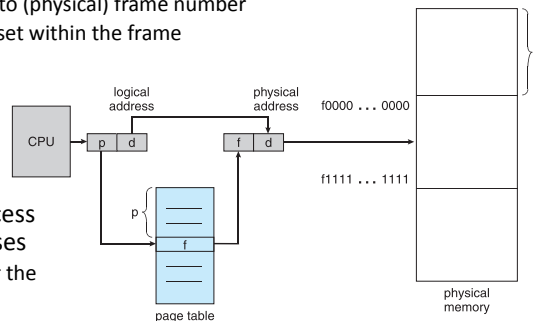 to (physical) frame number
set within the frame
logical address
physical address
f0000 ... 0000
CPU
p d
f d
f1111 ... 1111
cess
p
ses
f
r the
physical memory
page table